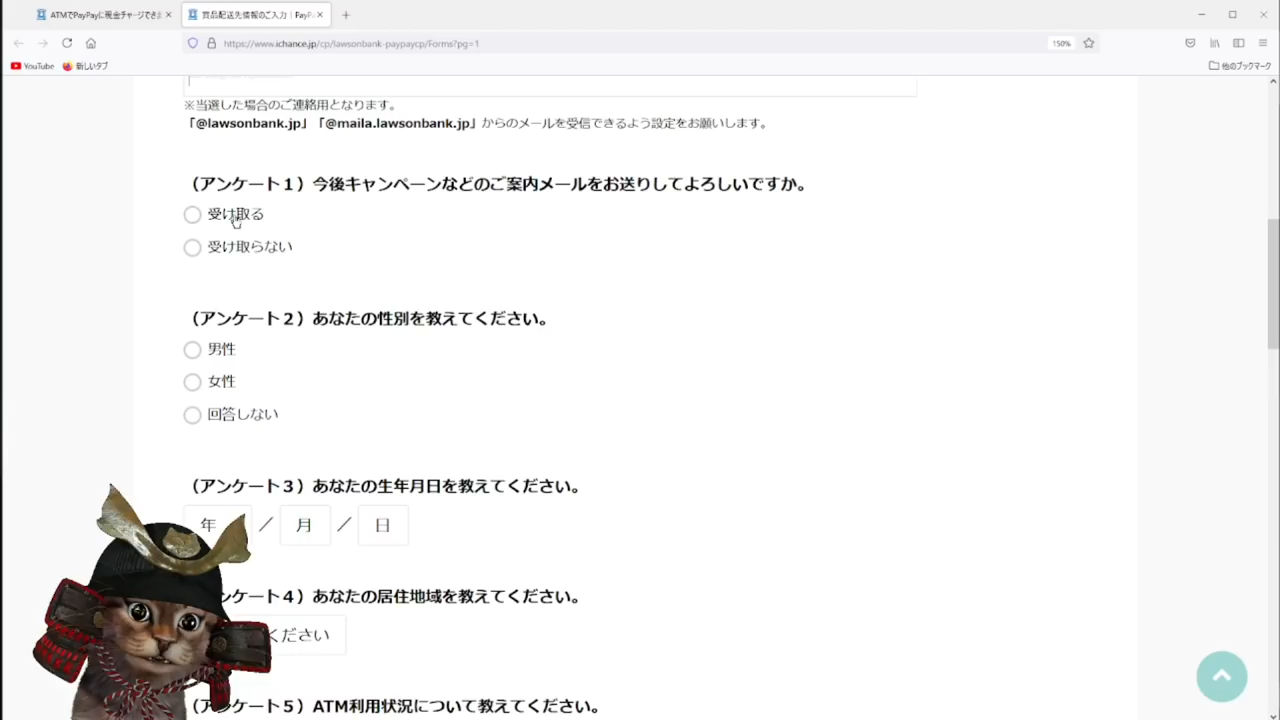 ATMでPayPayに現金チャージできま
賞品配送先情報のご入力｜PayPa
https://www.ichance.jp/cp/lawsonbank-paypaycp/Forms?pg=1
150%
YouTube
新しいタブ
他のブックマーク
※当選した場合のご連絡用となります。
「@lawsonbank.jp」「@maila.lawsonbank.jp」からのメールを受信できるよう設定をお願いします。
（アンケート１）今後キャンペーンなどのご案内メールをお送りしてよろしいですか。
受け取る
受け取らない
（アンケート２）あなたの性別を教えてください。
男性
女性
回答しない
（アンケート３）あなたの生年月日を教えてください。
年 ／ 月 ／ 日
ンケート４）あなたの居住地域を教えてください。
ください
（アンケート５）ATM利用状況について教えてください。